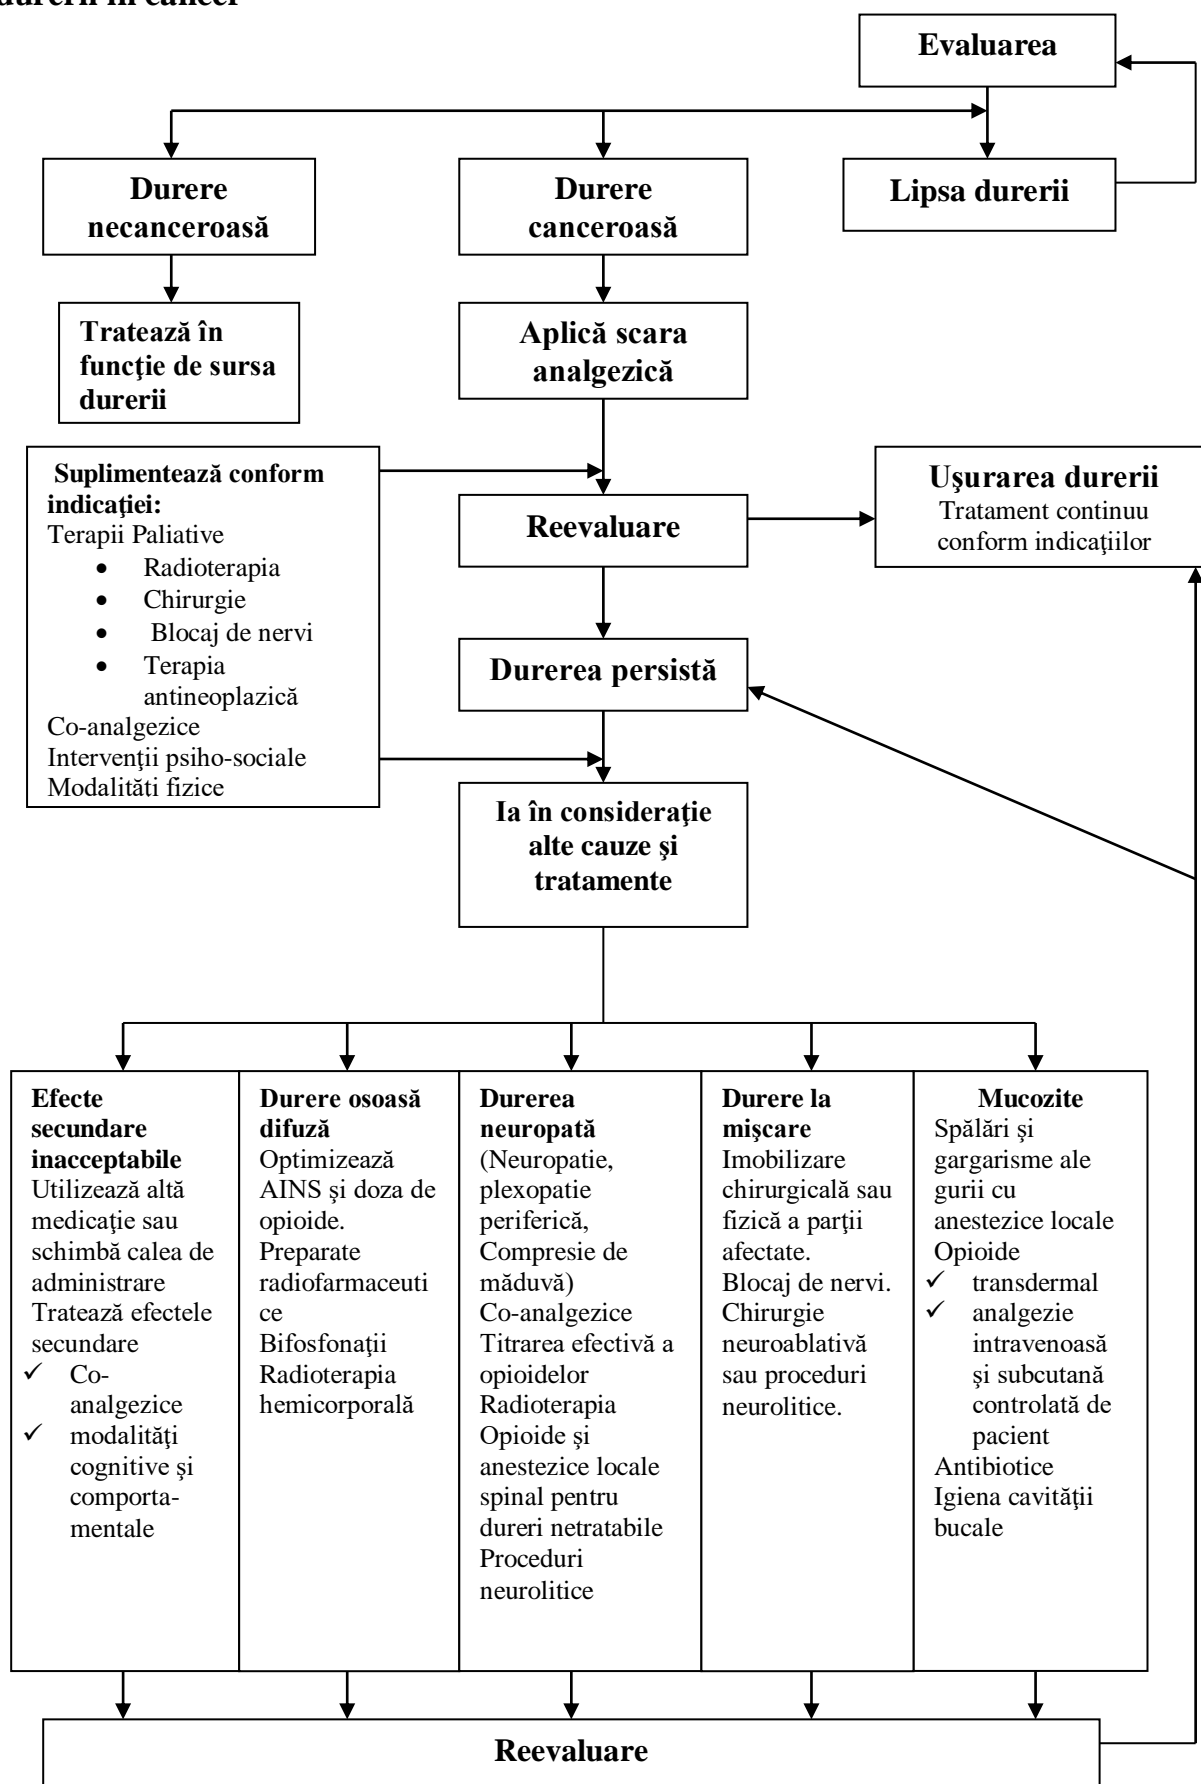 durerii în cancer
Evaluarea
Durere
necanceroasă
Durere
canceroasă
Lipsa durerii
Tratează în
funcţie de sursa
durerii
Aplică scara
analgezică
Suplimentează conform
indicaţiei:
Terapii Paliative
• Radioterapia
• Chirurgie
• Blocaj de nervi
• Terapia
antineoplazică
Co-analgezice
Intervenţii psiho-sociale
Modalităti fizice
Reevaluare
Uşurarea durerii
Tratament continuu
conform indicaţiilor
Durerea persistă
Ia în consideraţie
alte cauze şi
tratamente
Efecte
secundare
inacceptabile
Utilizează altă
medicaţie sau
schimbă calea de
administrare
Tratează efectele
secundare
✓ Co-
analgezice
✓ modalităţi
cognitive şi
comporta-
mentale
Durere osoasă
difuză
Optimizează
AINS şi doza de
opioide.
Preparate
radiofarmaceuti
ce
Bifosfonaţii
Radioterapia
hemicorporală
Durerea
neuropată
(Neuropatie,
plexopatie
periferică,
Compresie de
măduvă)
Co-analgezice
Titrarea efectivă a
opioidelor
Radioterapia
Opioide şi
anestezice locale
spinal pentru
dureri netratabile
Proceduri
neurolitice
Durere la
mişcare
Imobilizare
chirurgicală sau
fizică a parţii
afectate.
Blocaj de nervi.
Chirurgie
neuroablativă
sau proceduri
neurolitice.
Mucozite
Spălări şi
gargarisme ale
gurii cu
anestezice locale
Opioide
✓ transdermal
✓ analgezie
intravenoasă
şi subcutană
controlată de
pacient
Antibiotice
Igiena cavităţii
bucale
Reevaluare